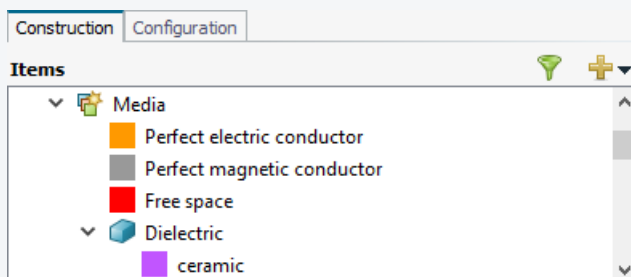 Construction Configuration
Items
Media
Perfect electric conductor
Perfect magnetic conductor
Free space
Dielectric
ceramic